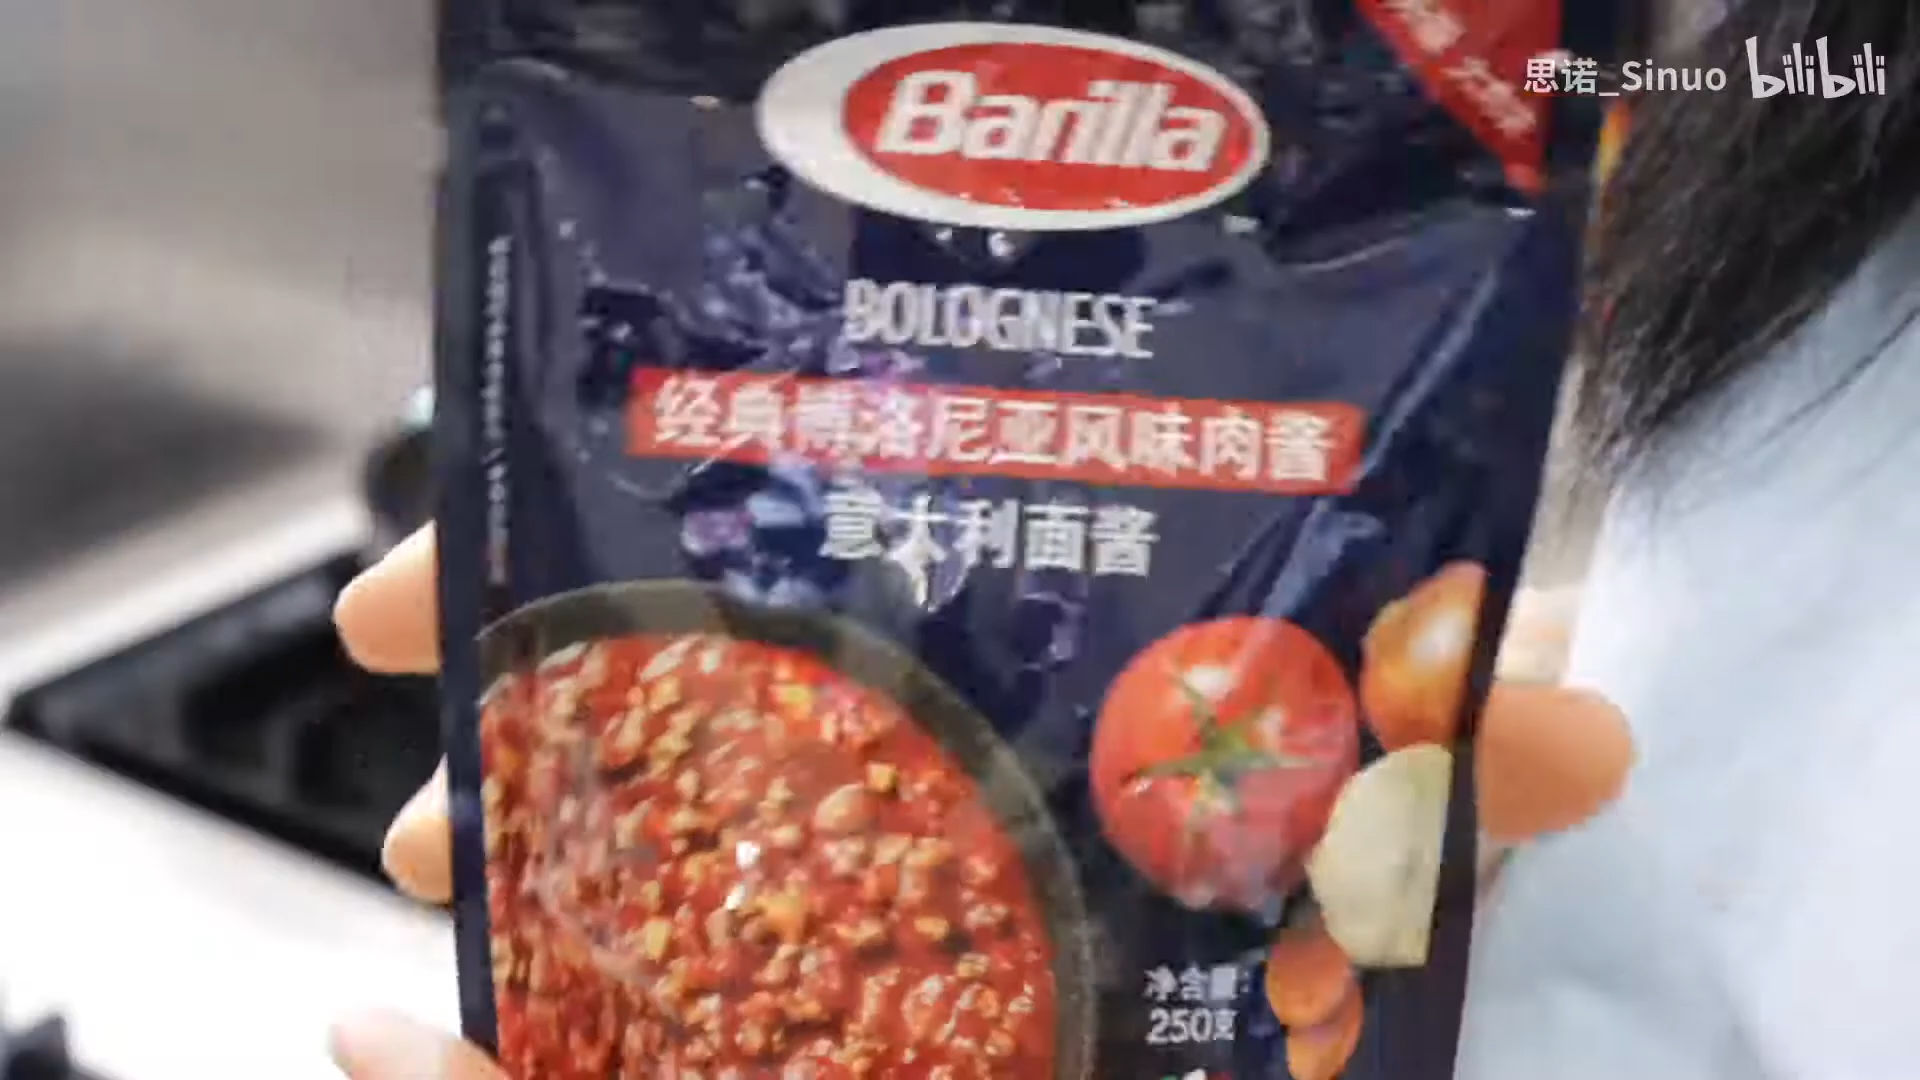 思诺_Sinuo bilibili
Barilla
BOLOGNESE
经典博洛尼亚风味肉酱
意大利面酱
净含量:
250克